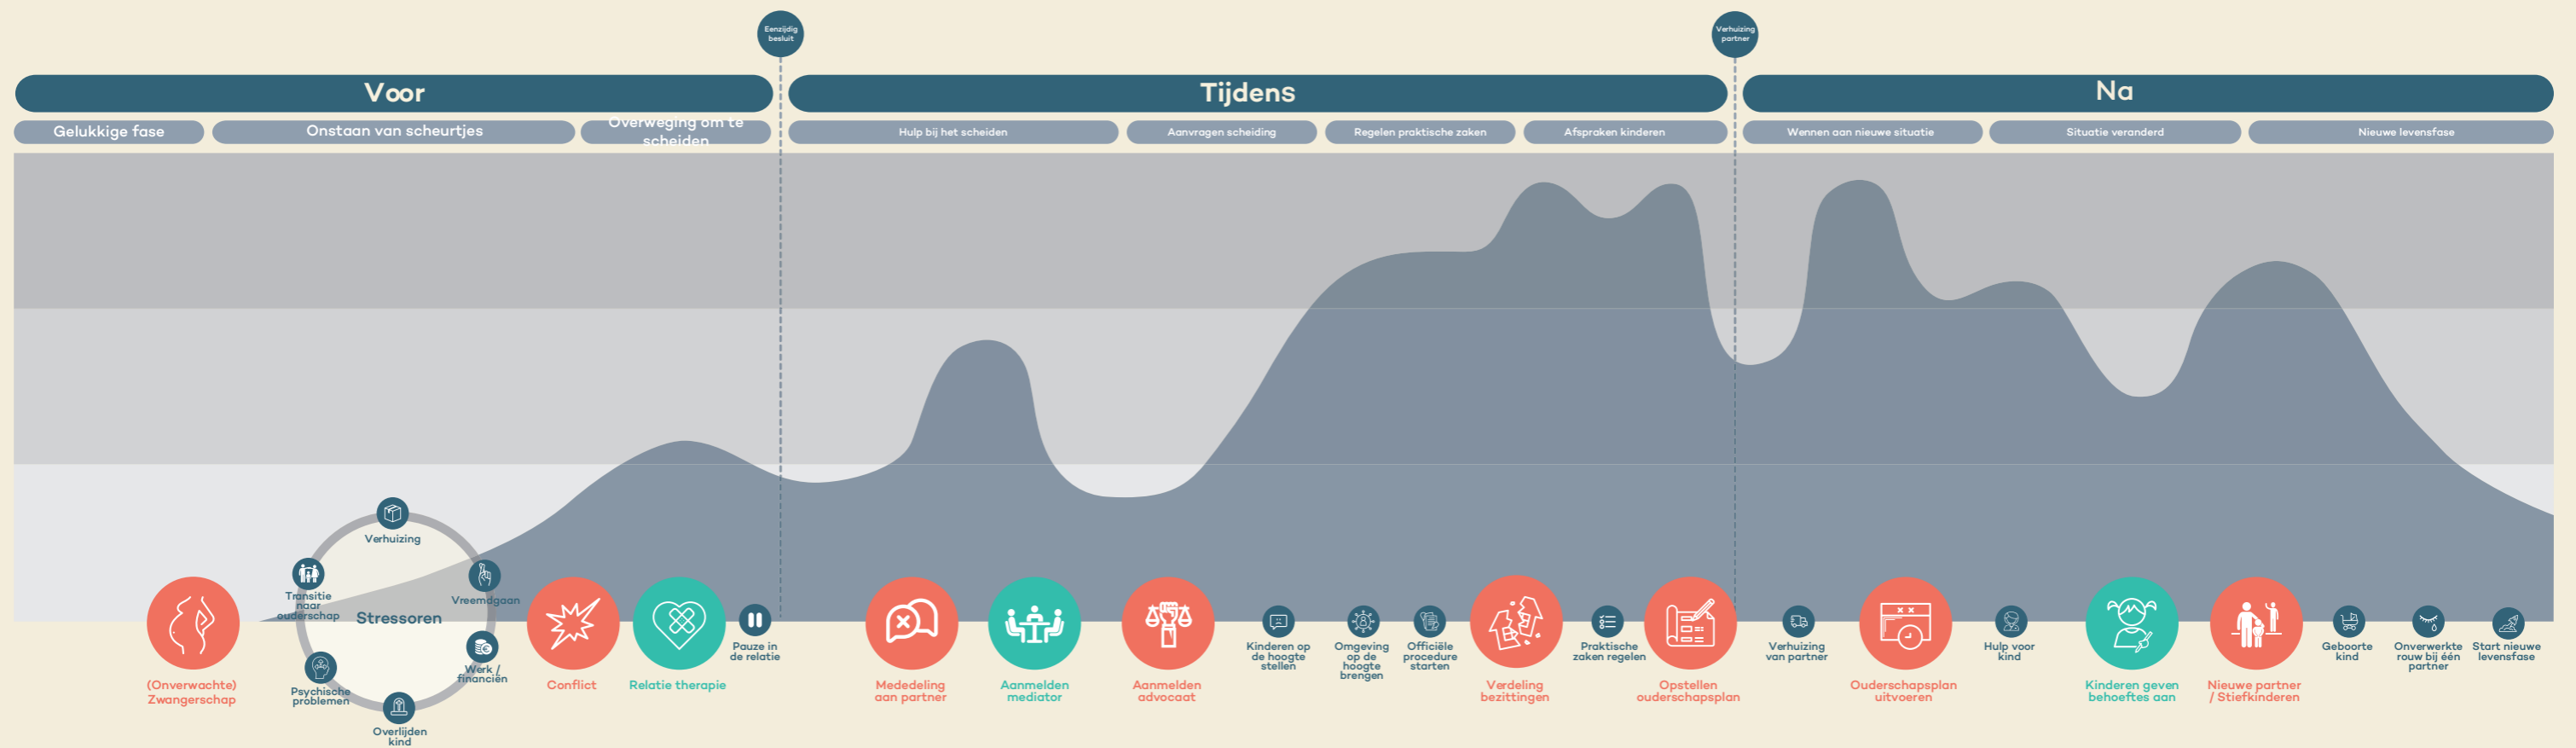 Eenzijdig
besluit
Verhuizing
partner
Voor
Tijdens
Na
Gelukkige fase
Onstaan van scheurtjes
Overweging om te
scheiden
Hulp bij het scheiden
Aanvragen scheiding
Regelen praktische zaken
Afspraken kinderen
Wennen aan nieuwe situatie
Situatie veranderd
Nieuwe levensfase
(Onverwachte)
Zwangerschap
Stressoren
Verhuizing
Vreemdgaan
Werk /
financiën
Overlijden
kind
Psychische
problemen
Transitie
naar
ouderschap
Conflict
Relatie therapie
Pauze in
de relatie
Mededeling
aan partner
Aanmelden
mediator
Aanmelden
advocaat
Kinderen op
de hoogte
stellen
Omgeving
op de
hoogte
brengen
Officiële
procedure
starten
Verdeling
bezittingen
Praktische
zaken regelen
Opstellen
ouderschapsplan
Verhuizing
van partner
Ouderschapsplan
uitvoeren
Hulp voor
kind
Kinderen geven
behoeftes aan
Nieuwe partner
/ Stiefkinderen
Geboorte
kind
Onverwerkte
rouw bij één
partner
Start nieuwe
levensfase